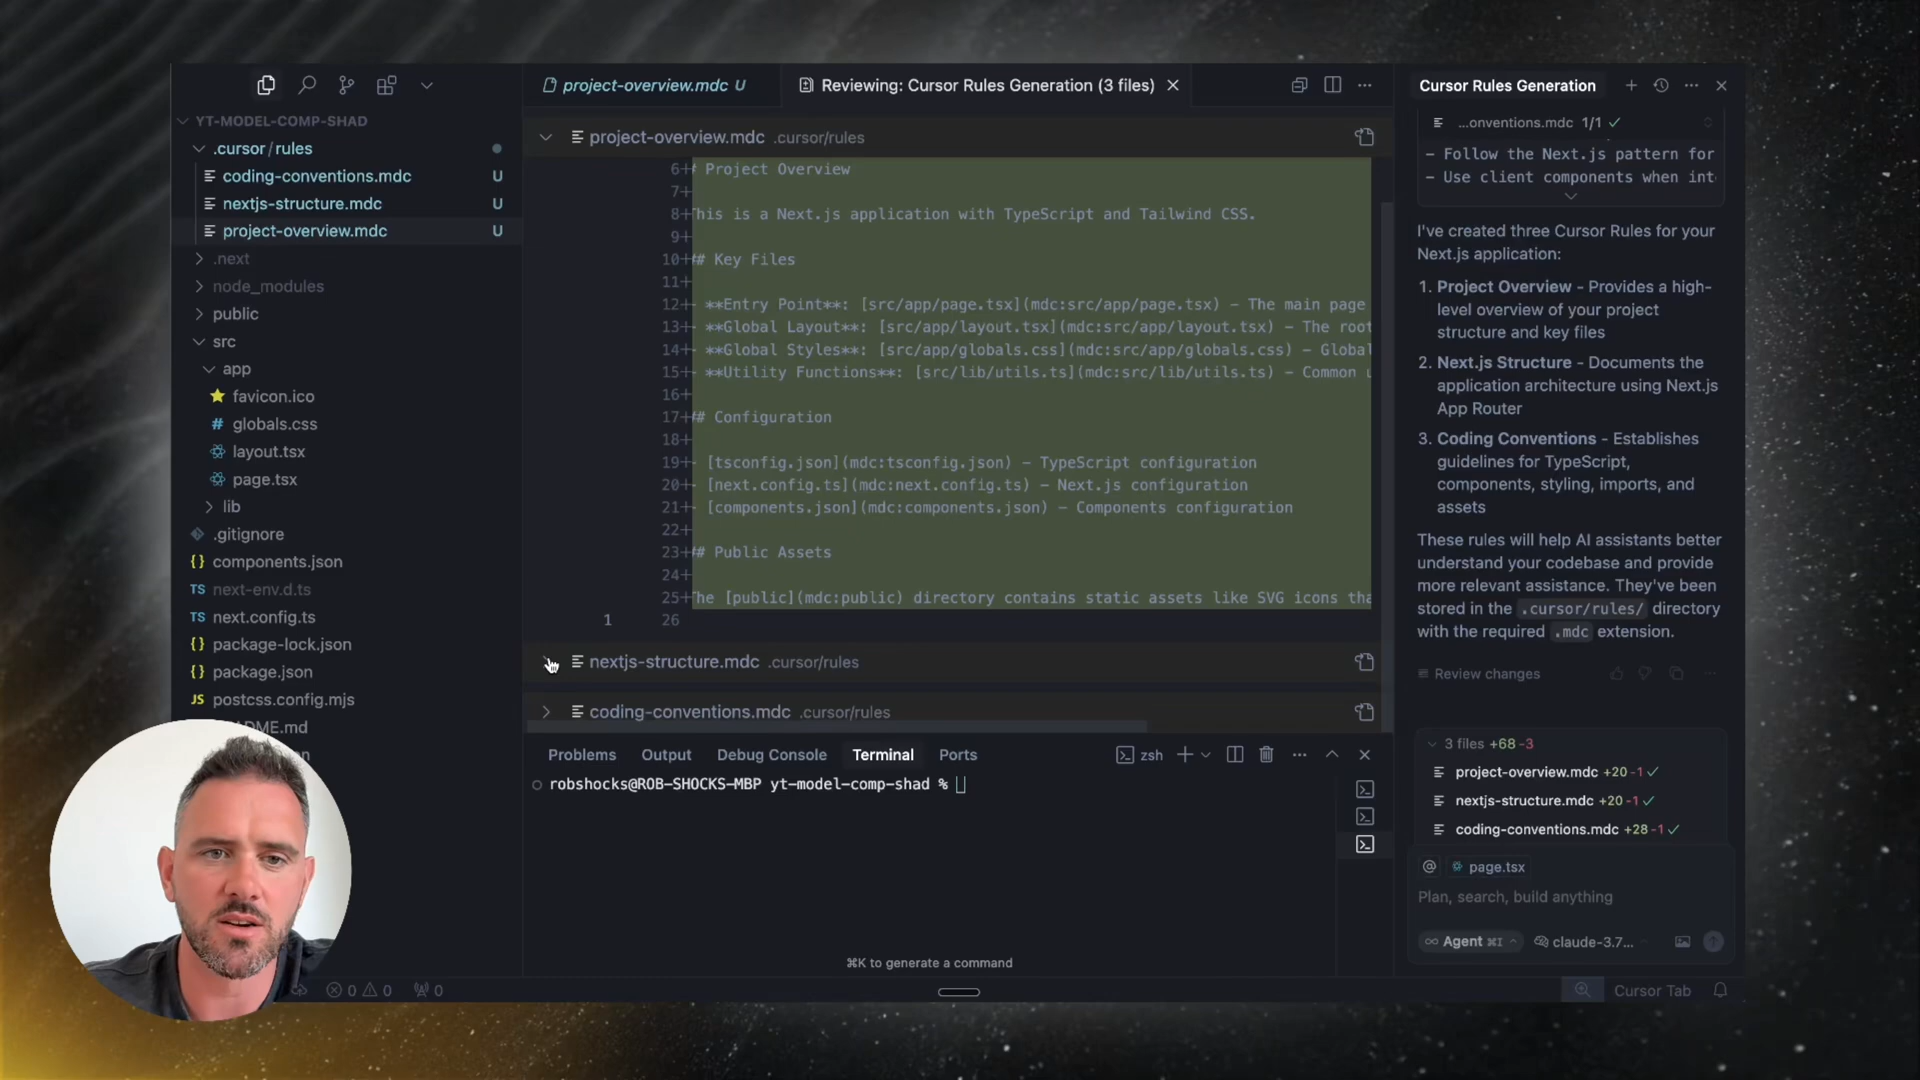 YT-MODEL-COMP-SHAD
.cursor/rules
coding-conventions.mdc U
nextjs-structure.mdc U
project-overview.mdc U
.next
node_modules
public
src
app
favicon.ico
# globals.css
layout.tsx
page.tsx
lib
.gitignore
{} components.json
TS next-env.d.ts
TS next.config.ts
{} package-lock.json
{} package.json
JS postcss.config.mjs
project-overview.mdc U
Reviewing: Cursor Rules Generation (3 files)
project-overview.mdc .cursor/rules
6+ Project Overview
7+
8+ his is a Next.js application with TypeScript and Tailwind CSS.
9+
10+ ## Key Files
11+
12+ **Entry Point**: [src/app/page.tsx](mdc:src/app/page.tsx) - The main page
13+ **Global Layout**: [src/app/layout.tsx](mdc:src/app/layout.tsx) - The root
14+ **Global Styles**: [src/app/globals.css](mdc:src/app/globals.css) - Global
15+ **Utility Functions**: [src/lib/utils.ts](mdc:src/lib/utils.ts) - Common
16+
17+ ## Configuration
18+
19+ [tsconfig.json](mdc:tsconfig.json) - TypeScript configuration
20+ [next.config.ts](mdc:next.config.ts) - Next.js configuration
21+ [components.json](mdc:components.json) - Components configuration
22+
23+ ## Public Assets
24+
25+ he [public](mdc:public) directory contains static assets like SVG icons
1 26
nextjs-structure.mdc .cursor/rules
coding-conventions.mdc .cursor/rules
Problems Output Debug Console Terminal Ports zsh
robshocks@ROB-SHOCKS-MBP yt-model-comp-shad %
⌘K to generate a command
0 0 0
Cursor Tab
Cursor Rules Generation
...onventions.mdc 1/1
- Follow the Next.js pattern for
- Use client components when
I've created three Cursor Rules for your
Next.js application:
1. Project Overview - Provides a high-
level overview of your project
structure and key files
2. Next.js Structure - Documents the
application architecture using Next.js
App Router
3. Coding Conventions - Establishes
guidelines for TypeScript,
components, styling, imports, and
assets
These rules will help AI assistants better
understand your codebase and provide
more relevant assistance. They've been
stored in the .cursor/rules/ directory
with the required .mdc extension.
Review changes
3 files +68 -3
project-overview.mdc +20 -1
nextjs-structure.mdc +20 -1
coding-conventions.mdc +28 -1
@ page.tsx
Plan, search, build anything
Agent ⌘I claude-3.7...